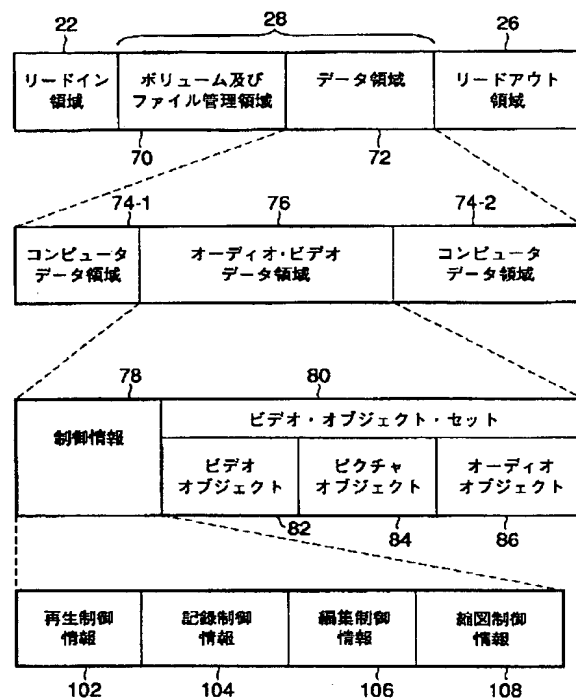 22
28
26
リードイン
領域
ボリューム及び
ファイル管理領域
データ領域
リードアウト
領域
70
72
74-1
76
74-2
コンピュータ
データ領域
オーディオ・ビデオ
データ領域
コンピュータ
データ領域
78
80
制御情報
ビデオ・オブジェクト・セット
ビデオ
オブジェクト
ピクチャ
オブジェクト
オーディオ
オブジェクト
82
84
86
再生制御
情報
記録制御
情報
編集制御
情報
縮図制御
情報
102
104
106
108